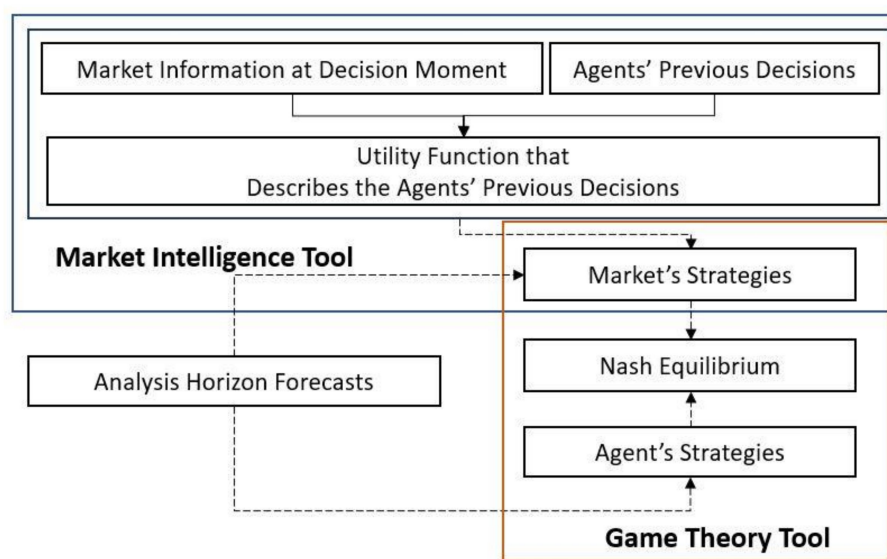 Market Information at Decision Moment
Agents' Previous Decisions
Utility Function that
Describes the Agents' Previous Decisions
Market Intelligence Tool
Market's Strategies
Analysis Horizon Forecasts
Nash Equilibrium
Agent's Strategies
Game Theory Tool